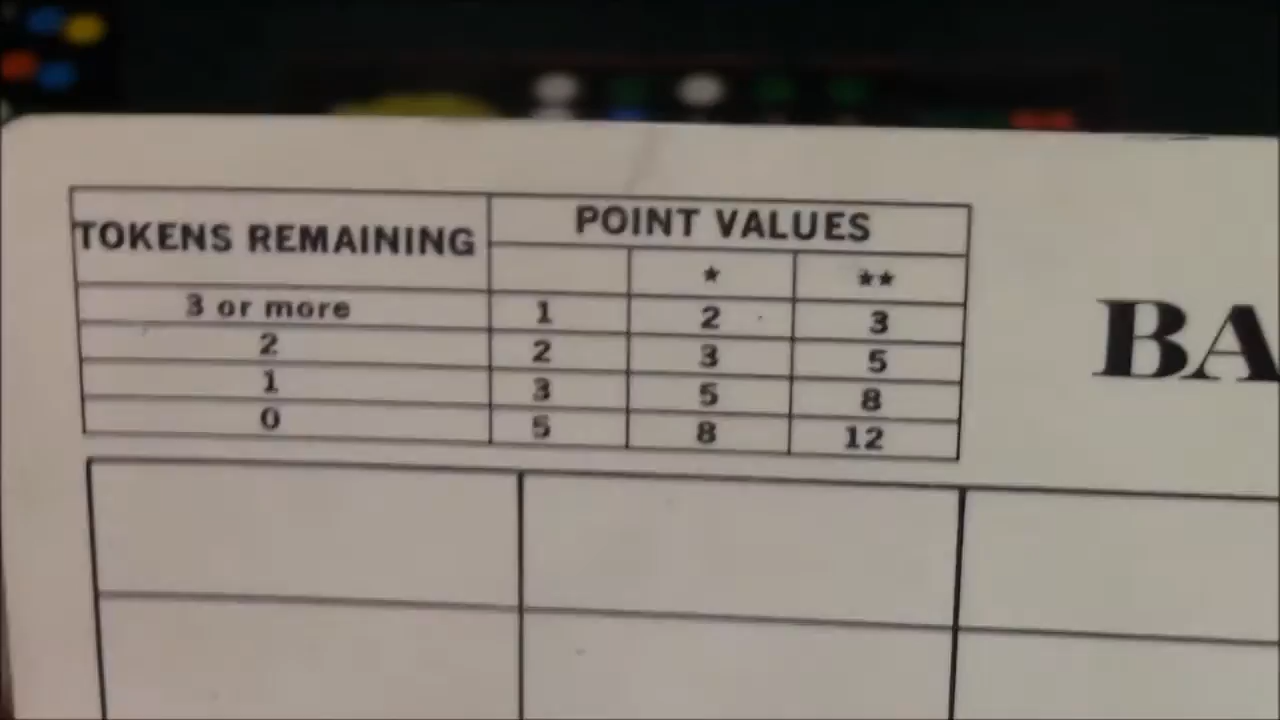 TOKENS REMAINING POINT VALUES
★ ★★
3 or more 1 2 3
2 2 3 5
1 3 5 8
0 5 8 12
BA